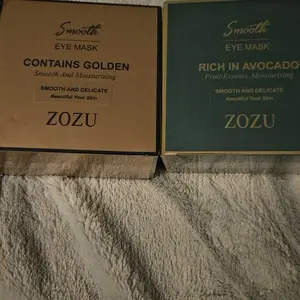 Smooth
EYE MASK
CONTAINS GOLDEN
Smooth And Moisturizing
SMOOTH AND DELICATE
Beautiful Your Skin
ZOZU
Smooth
EYE MASK
RICH IN AVOCADO
Fruit Essence, Moisturizing
SMOOTH AND DELICATE
Beautiful Your Skin
ZOZU